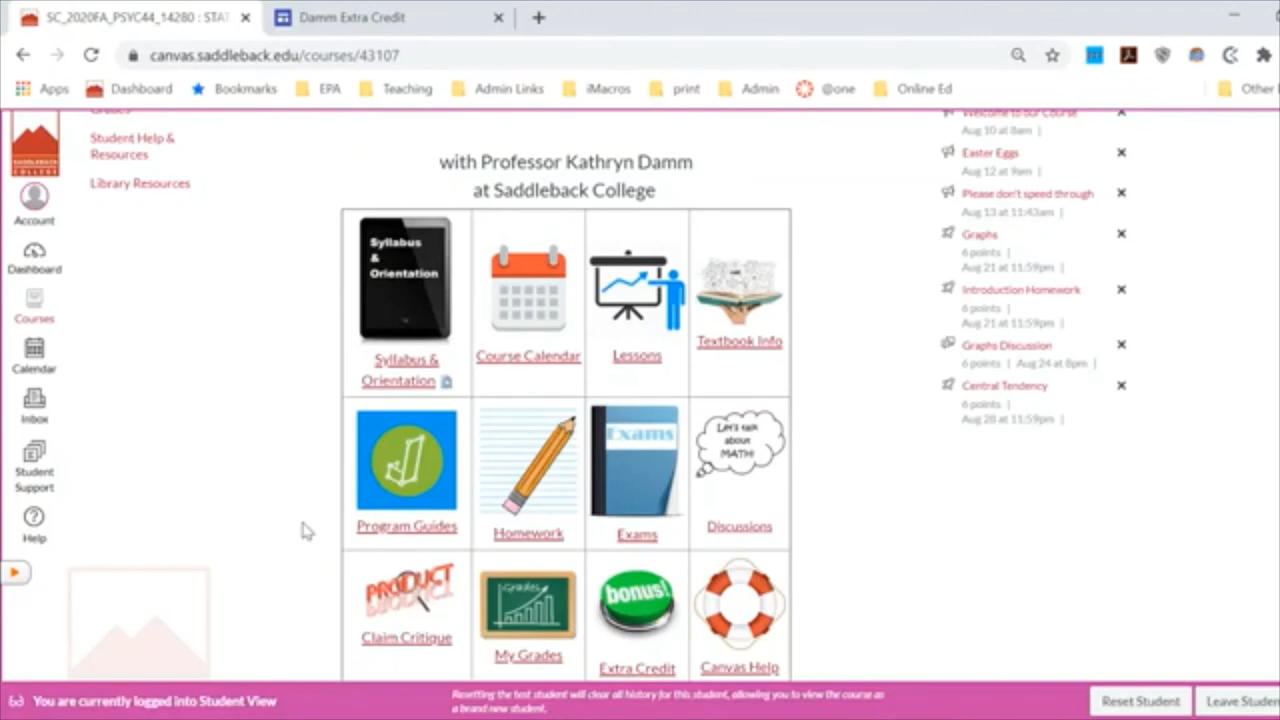 SC_2020FA_PSYC44_14280 : STAT
Damm Extra Credit
canvas.saddleback.edu/courses/43107
Apps Dashboard Bookmarks EPA Teaching Admin Links iMacros print Admin @one Online Ed Other
Grades
Student Help &
Resources
Library Resources
SADDLEBACK
COLLEGE
Account
Dashboard
Courses
Calendar
Inbox
Student
Support
Help
with Professor Kathryn Damm
at Saddleback College
Syllabus
&
Orientation
Syllabus &
Orientation
Course Calendar
Lessons
Textbook Info
Program Guides
Homework
Exams
Exams
Let's talk
about
MATH!
Discussions
PRODUCT
Claim Critique
Grades
My Grades
bonus!
Extra Credit
Canvas Help
Welcome to our Course
Aug 10 at 8am |
Easter Eggs
Aug 12 at 9am |
Please don't speed through
Aug 13 at 11:43am |
Graphs
6 points |
Aug 21 at 11:59pm |
Introduction Homework
6 points |
Aug 21 at 11:59pm |
Graphs Discussion
6 points | Aug 24 at 8pm |
Central Tendency
6 points |
Aug 28 at 11:59pm |
You are currently logged into Student View
Resetting the test student will clear all history for this student, allowing you to view the course as
a brand new student.
Reset Student
Leave Studen